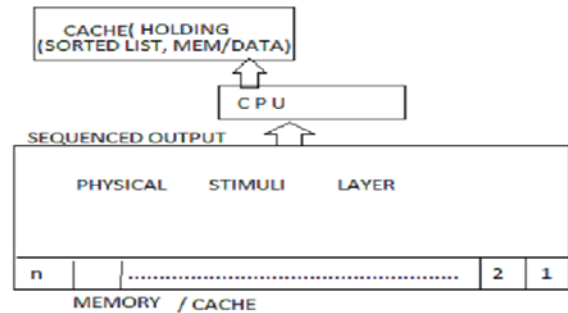 CACHE( HOLDING
(SORTED LIST, MEM/DATA)
C P U
SEQUENCED OUTPUT
PHYSICAL STIMULI LAYER
n ........................................................ 2 1
MEMORY / CACHE